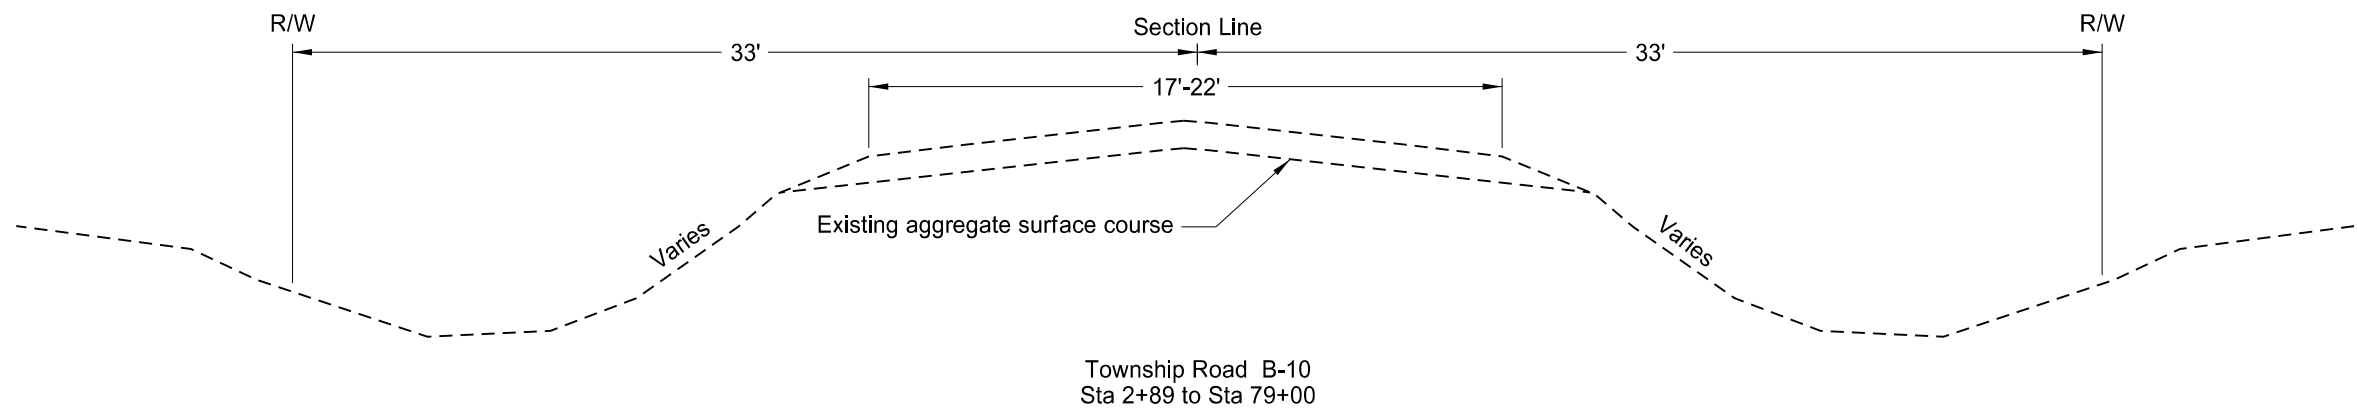 R/W
Section Line
R/W
33'
33'
17'-22'
Existing aggregate surface course
Varies
Varies
Township Road B-10
Sta 2+89 to Sta 79+00